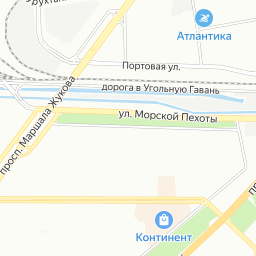 Атлантика
Портовая ул.
дорога в Угольную Гавань
ул. Морской Пехоты
просп. Маршала Жукова
Континент